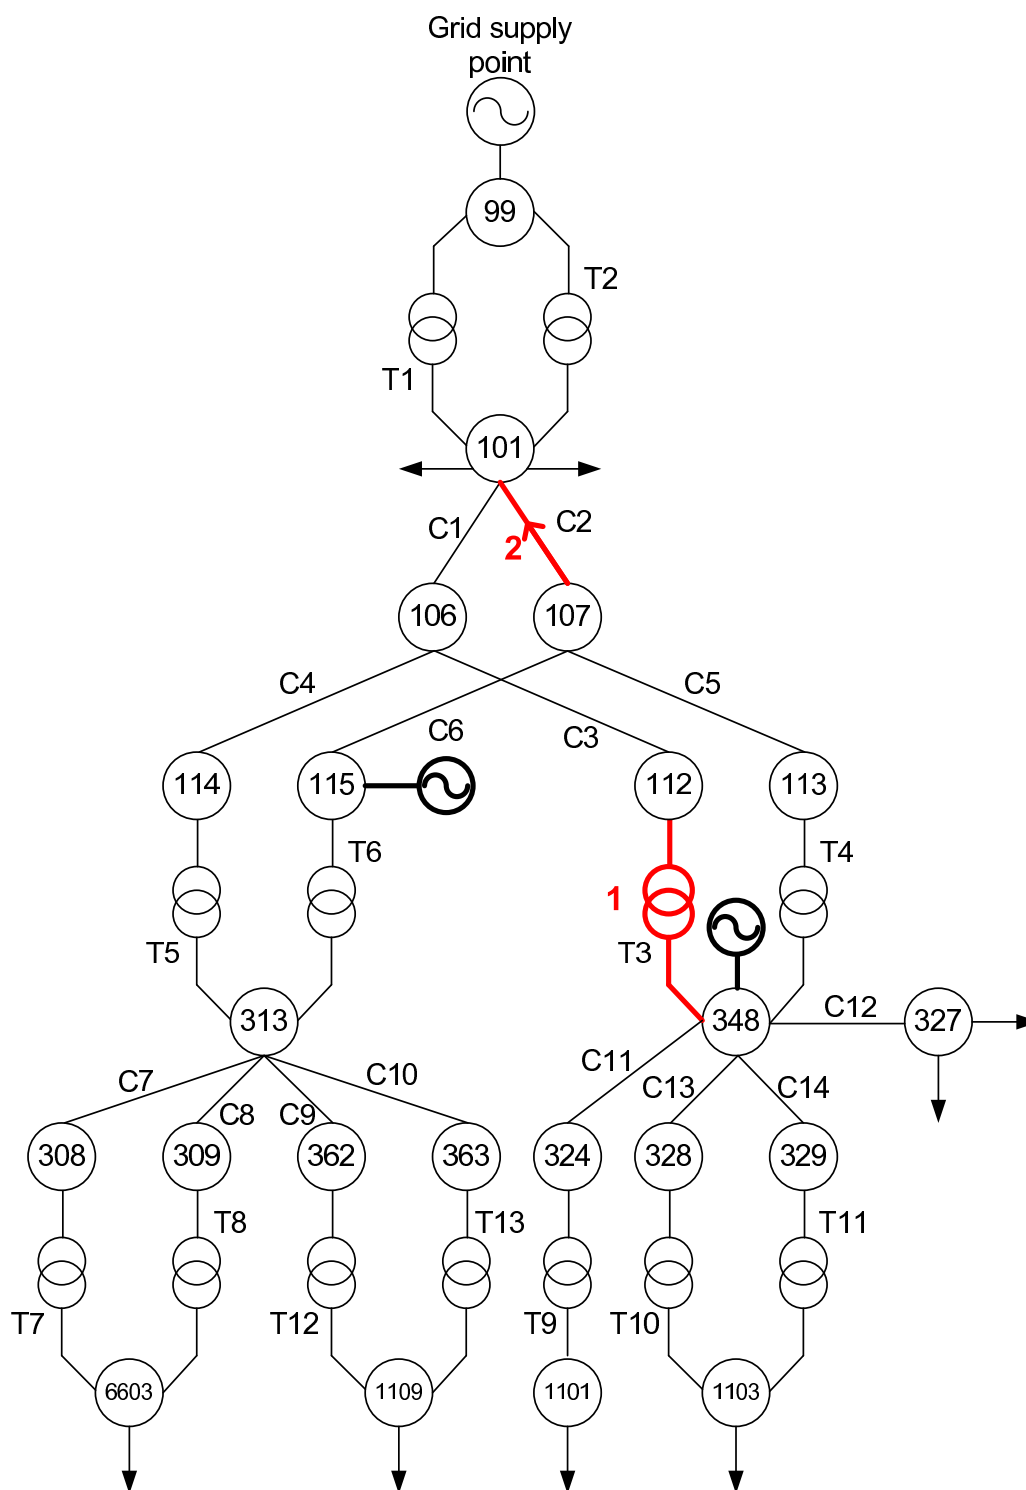 Grid supply
point
99
T2
T1
101
C1
C2
2
106
107
C4
C5
C6
C3
114
115
112
113
T6
T4
1
T5
T3
313
348
C12
327
C7
C10
C11
C8
C9
C13
C14
308
309
362
363
324
328
329
T8
T13
T11
T7
T12
T9
T10
6603
1109
1101
1103